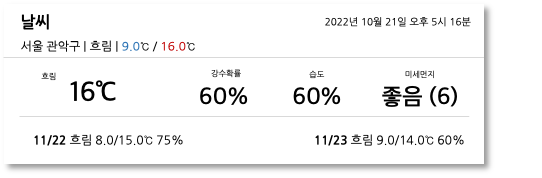 날씨
2022년 10월 21일 오후 5시 16분
서울 관악구 | 흐림 | 9.0℃ / 16.0℃
흐림 16℃
강수확률
60%
습도
60%
미세먼지
좋음 (6)
11/22 흐림 8.0/15.0℃ 75%
11/23 흐림 9.0/14.0℃ 60%